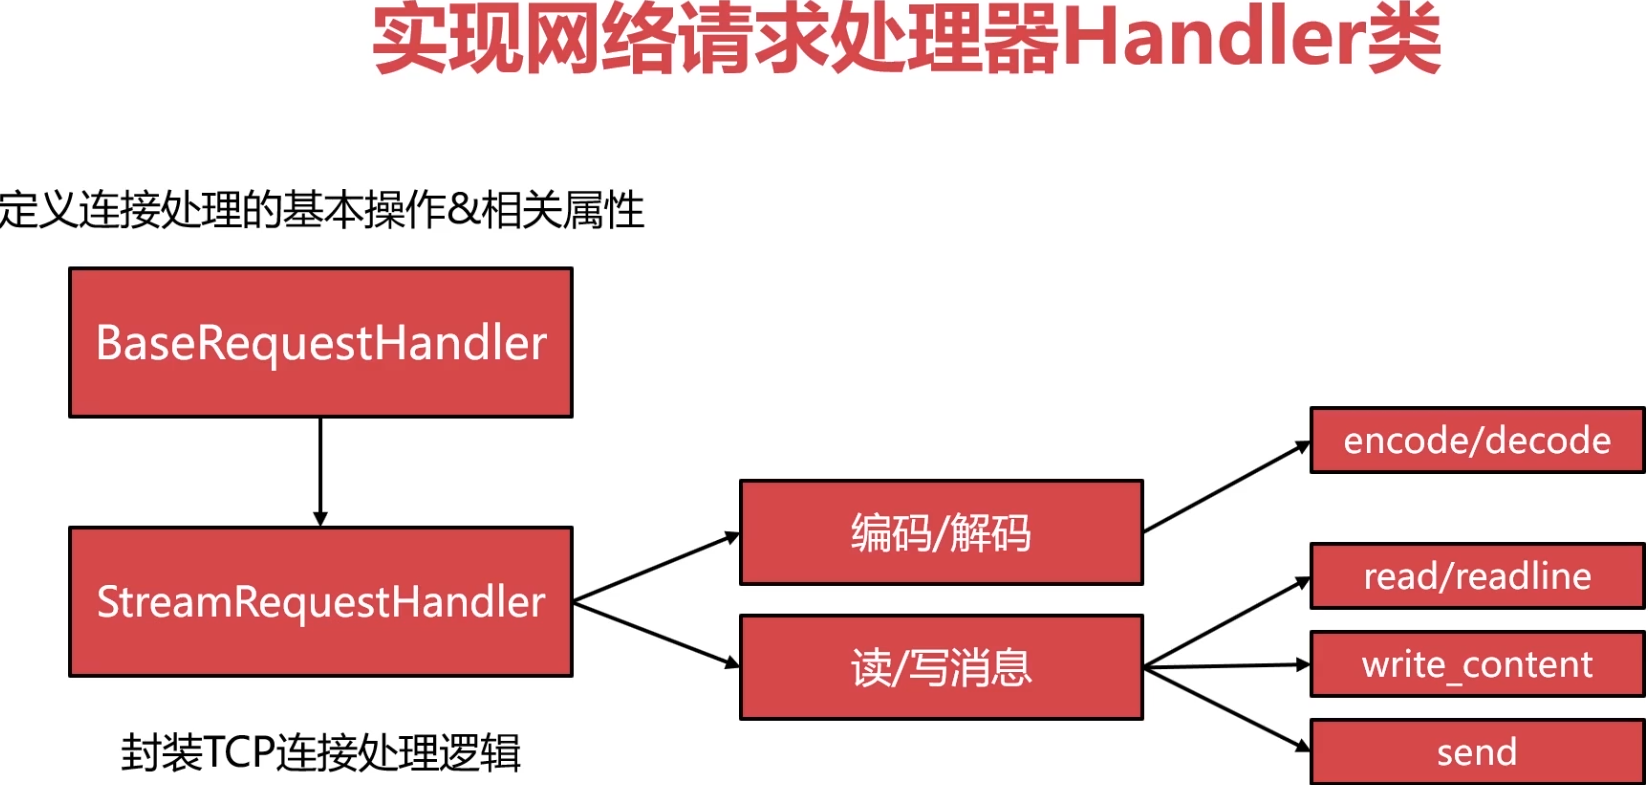 实现网络请求处理器Handler类
定义连接处理的基本操作&相关属性
BaseRequestHandler
StreamRequestHandler
封装TCP连接处理逻辑
编码/解码
读/写消息
encode/decode
read/readline
write_content
send